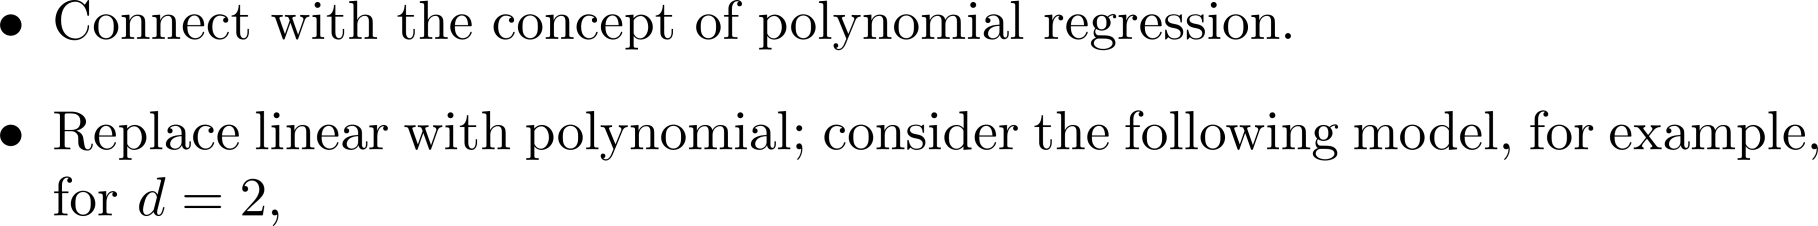 • Connect with the concept of polynomial regression.
• Replace linear with polynomial; consider the following model, for example,
for d = 2,